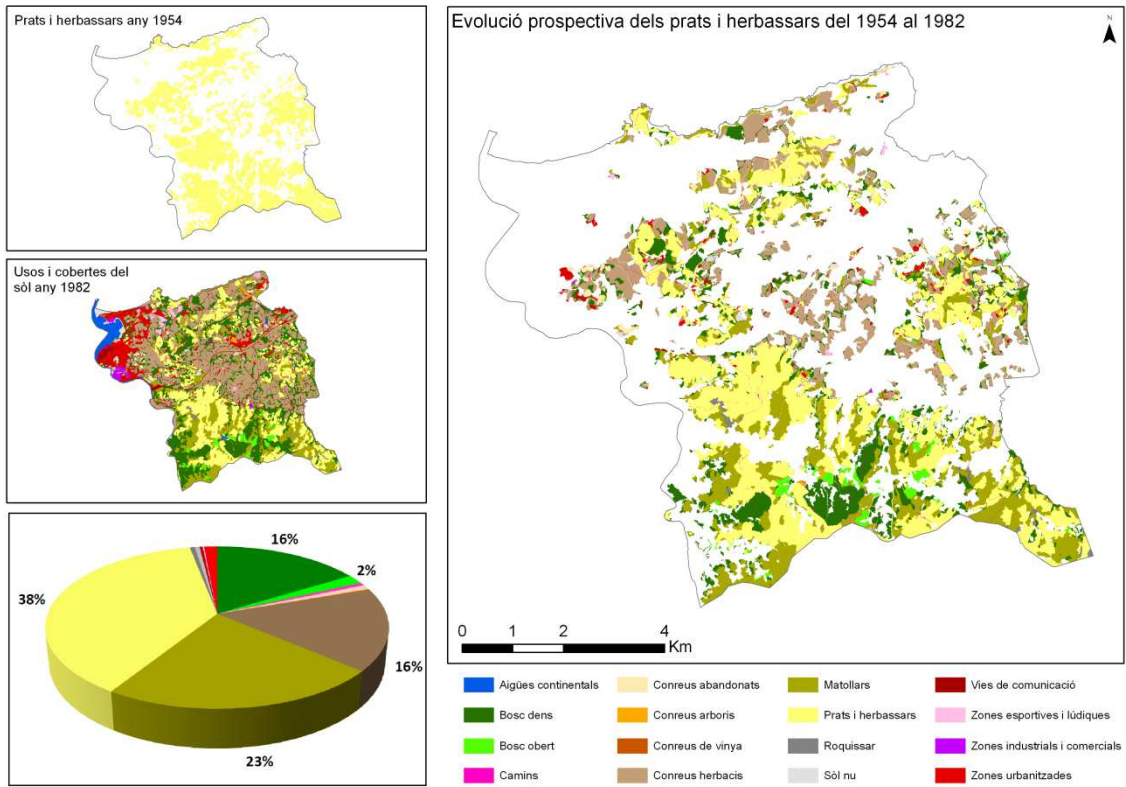 Prats i herbassars any 1954
Evolució prospectiva dels prats i herbassars del 1954 al 1982
N
Usos i cobertes del
sòl any 1982
16%
2%
38%
16%
23%
0 1 2 4
Km
Aigües continentals
Bosc dens
Bosc obert
Camins
Conreus abandonats
Conreus arboris
Conreus de vinya
Conreus herbacis
Matollars
Prats i herbassars
Roquissar
Sòl nu
Vies de comunicació
Zones esportives i lúdiques
Zones industrials i comercials
Zones urbanitzades